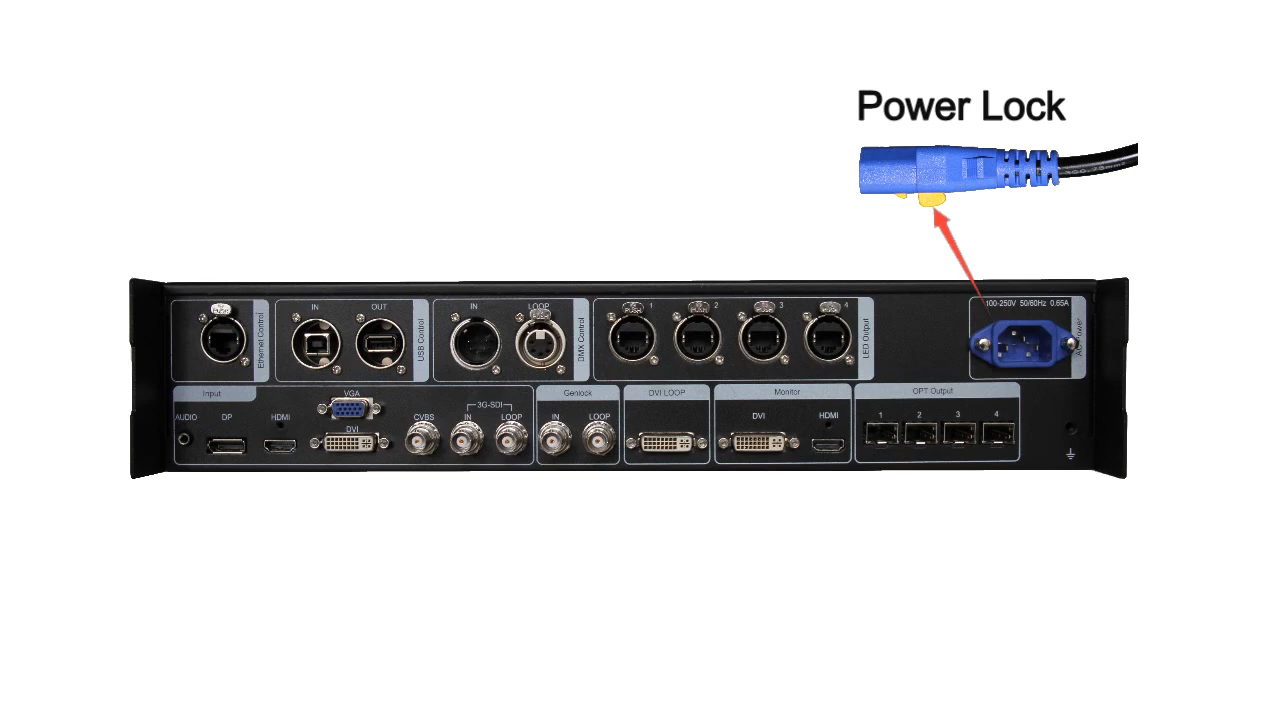 Power Lock
100-250V 50/60Hz 0.65A
IN
OUT
IN
LOOP
1
2
3
4
PUSH
PUSH
PUSH
PUSH
PUSH
Ethernet Control
USB Control
DMX Control
LED Output
AC Power
Input
AUDIO
DP
HDMI
VGA
DVI
CVBS
3G-SDI
IN
LOOP
Genlock
IN
LOOP
DVI LOOP
Monitor
DVI
HDMI
OPT Output
1
2
3
4